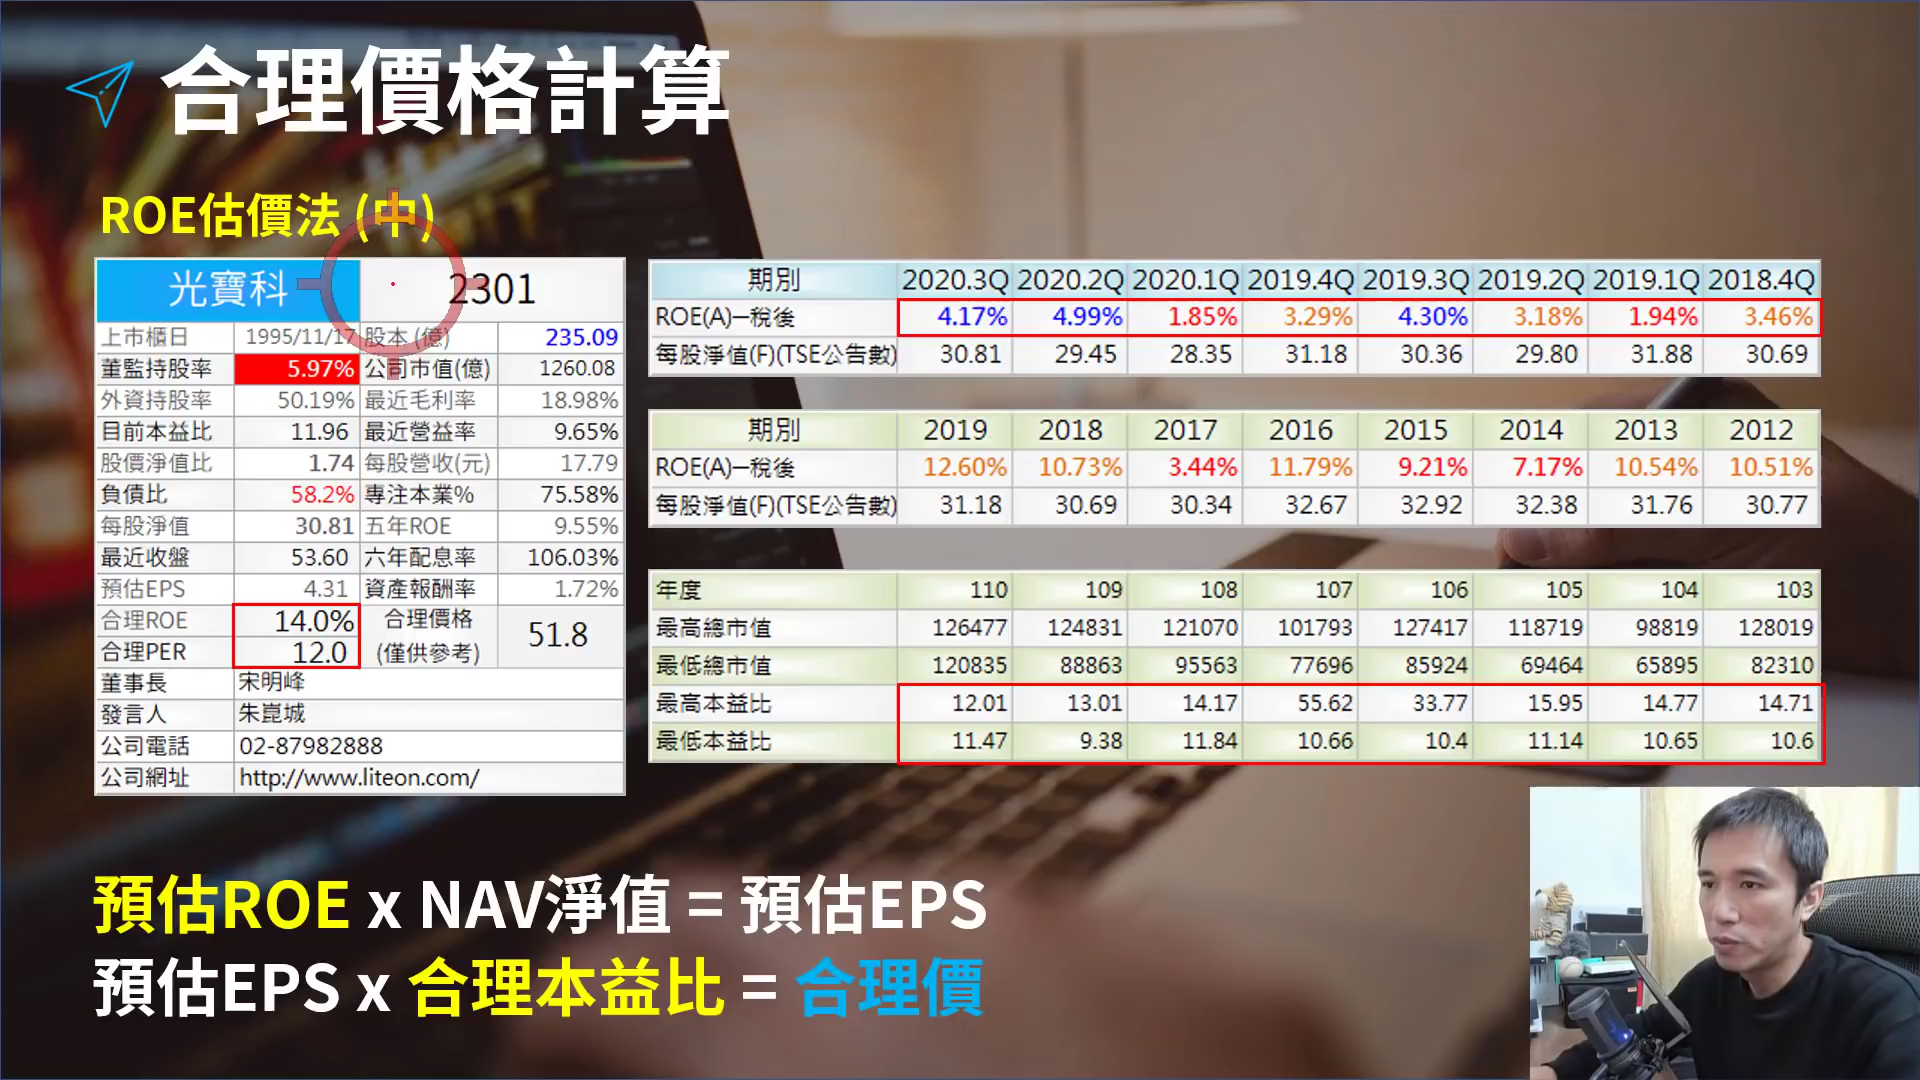 合理價格計算
ROE估價法 (中)
光寶科 2301
上市櫃日 1995/11/17 股本 (億) 235.09
董監持股率 5.97% 公司市值(億) 1260.08
外資持股率 50.19% 最近毛利率 18.98%
目前本益比 11.96 最近營益率 9.65%
股價淨值比 1.74 每股營收(元) 17.79
負債比 58.2% 專注本業% 75.58%
每股淨值 30.81 五年ROE 9.55%
最近收盤 53.60 六年配息率 106.03%
預估EPS 4.31 資產報酬率 1.72%
合理ROE 14.0% 合理價格 51.8
合理PER 12.0 (僅供參考)
董事長 宋明峰
發言人 朱崑城
公司電話 02-87982888
公司網址 http://www.liteon.com/
期別 2020.3Q 2020.2Q 2020.1Q 2019.4Q 2019.3Q 2019.2Q 2019.1Q 2018.4Q
ROE(A)─稅後 4.17% 4.99% 1.85% 3.29% 4.30% 3.18% 1.94% 3.46%
每股淨值(F)(TSE公告數) 30.81 29.45 28.35 31.18 30.36 29.80 31.88 30.69
期別 2019 2018 2017 2016 2015 2014 2013 2012
ROE(A)─稅後 12.60% 10.73% 3.44% 11.79% 9.21% 7.17% 10.54% 10.51%
每股淨值(F)(TSE公告數) 31.18 30.69 30.34 32.67 32.92 32.38 31.76 30.77
年度 110 109 108 107 106 105 104 103
最高總市值 126477 124831 121070 101793 127417 118719 98819 128019
最低總市值 120835 88863 95563 77696 85924 69464 65895 82310
最高本益比 12.01 13.01 14.17 55.62 33.77 15.95 14.77 14.71
最低本益比 11.47 9.38 11.84 10.66 10.4 11.14 10.65 10.6
預估ROE x NAV淨值 = 預估EPS
預估EPS x 合理本益比 = 合理價